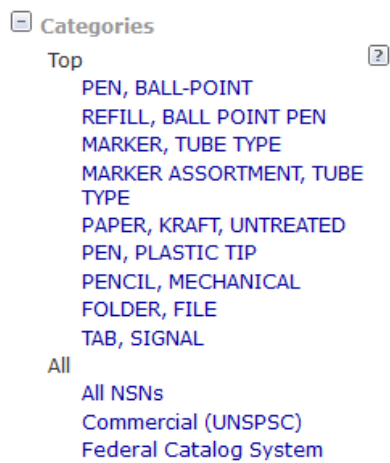 Categories
Top
?
PEN, BALL-POINT
REFILL, BALL POINT PEN
MARKER, TUBE TYPE
MARKER ASSORTMENT, TUBE
TYPE
PAPER, KRAFT, UNTREATED
PEN, PLASTIC TIP
PENCIL, MECHANICAL
FOLDER, FILE
TAB, SIGNAL
All
All NSNs
Commercial (UNSPSC)
Federal Catalog System